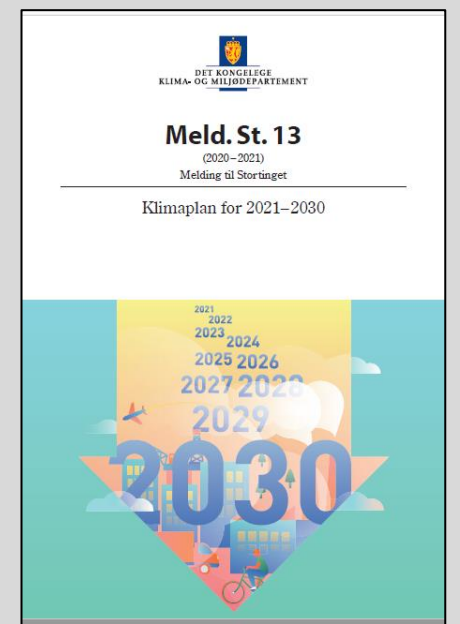 DET KONGELEGE
KLIMA- OG MILJØDEPARTEMENT
Meld. St. 13
(2020–2021)
Melding til Stortinget
Klimaplan for 2021–2030
2021
2022
2023
2024
2025 2026
2027 2028
2029
2030